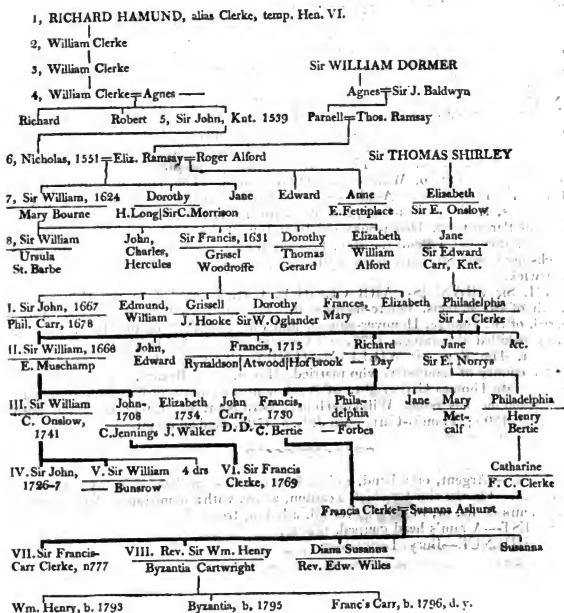 1, RICHARD HAMUND, alias Clerke, temp. Hen. VI.
2, William Clerke
3, William Clerke Sir WILLIAM DORMER
4, William Clerke = Agnes — Agnes = Sir J. Baldwyn
Richard Robert 5, Sir John, Knt. 1539 Parnell = Thos. Ramsay
6, Nicholas, 1551 = Eliz. Ramsay = Roger Alford Sir THOMAS SHIRLEY
7, Sir William, 1624 Dorothy Jane Edward Anne Elizabeth
Mary Bourne H. Long | Sir C. Morrison E. Fettiplace Sir E. Onslow
8, Sir William John, Sir Francis, 1631 Dorothy Elizabeth Jane
Ursula Charles, Grissel Thomas William Sir Edward
St. Barbe Hercules Woodroffe Gerard Alford Carr, Knt.
I. Sir John, 1667 Edmund, Grissell Dorothy Frances, Elizabeth Philadelphia
Phil. Carr, 1678 William J. Hooke Sir W. Oglander Mary Sir J. Clerke
II. Sir William, 1668 John, Francis, 1715 Richard Jane &c.
E. Muschamp Edward Rynaldson | Atwood | Holbrook — Day Sir E. Norrys
III. Sir William John- Elizabeth John Francis, Phila- Jane Mary Philadelphia
C. Onslow, 1708 1734 Carr, 1730 delphia Met- Henry
1741 C. Jennings J. Walker D. D. C. Bertie — Forbes calf Bertie
IV. Sir John, V. Sir William 4 drs VI. Sir Francis Catharine
1726-7 — Bunsrow Clezke, 1769 F. C. Clerke
Francis Clerke = Susanna Ashurst
VII. Sir Francis- VIII. Rev. Sir Wm. Henry Diana Susanna Susanna
Carr Clerke, n777 Byzantia Cartwright Rev. Edw. Willes
Wm. Henry, b. 1793 Byzantia, b, 1795 Franc's Carr, b. 1796, d. y.